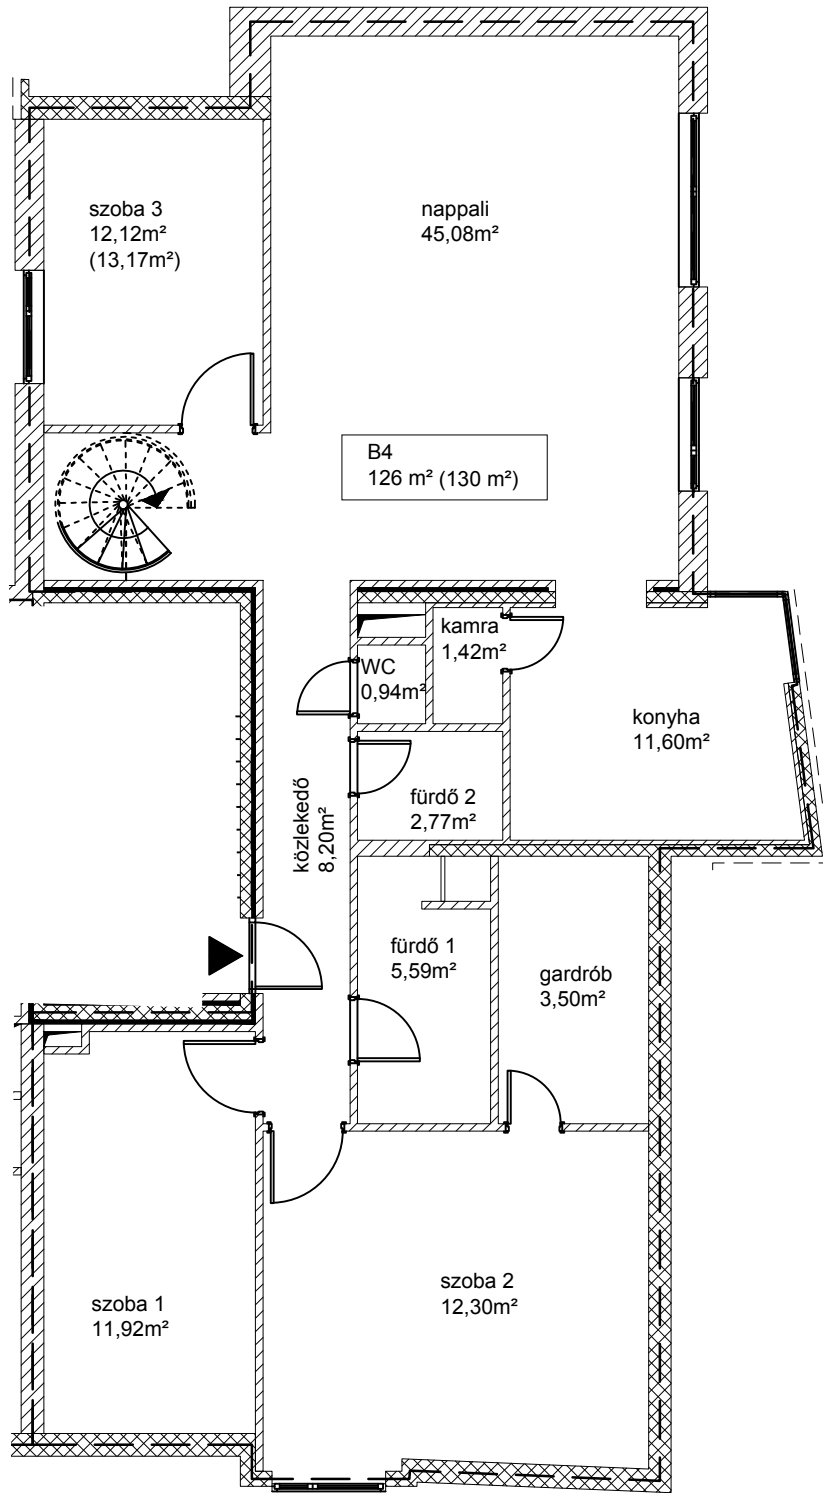 szoba 3
12,12m²
(13,17m²)
nappali
45,08m²
B4
126 m² (130 m²)
kamra
1,42m²
WC
0,94m²
konyha
11,60m²
közlekedő
8,20m²
fürdő 2
2,77m²
fürdő 1
5,59m²
gardrób
3,50m²
szoba 1
11,92m²
szoba 2
12,30m²